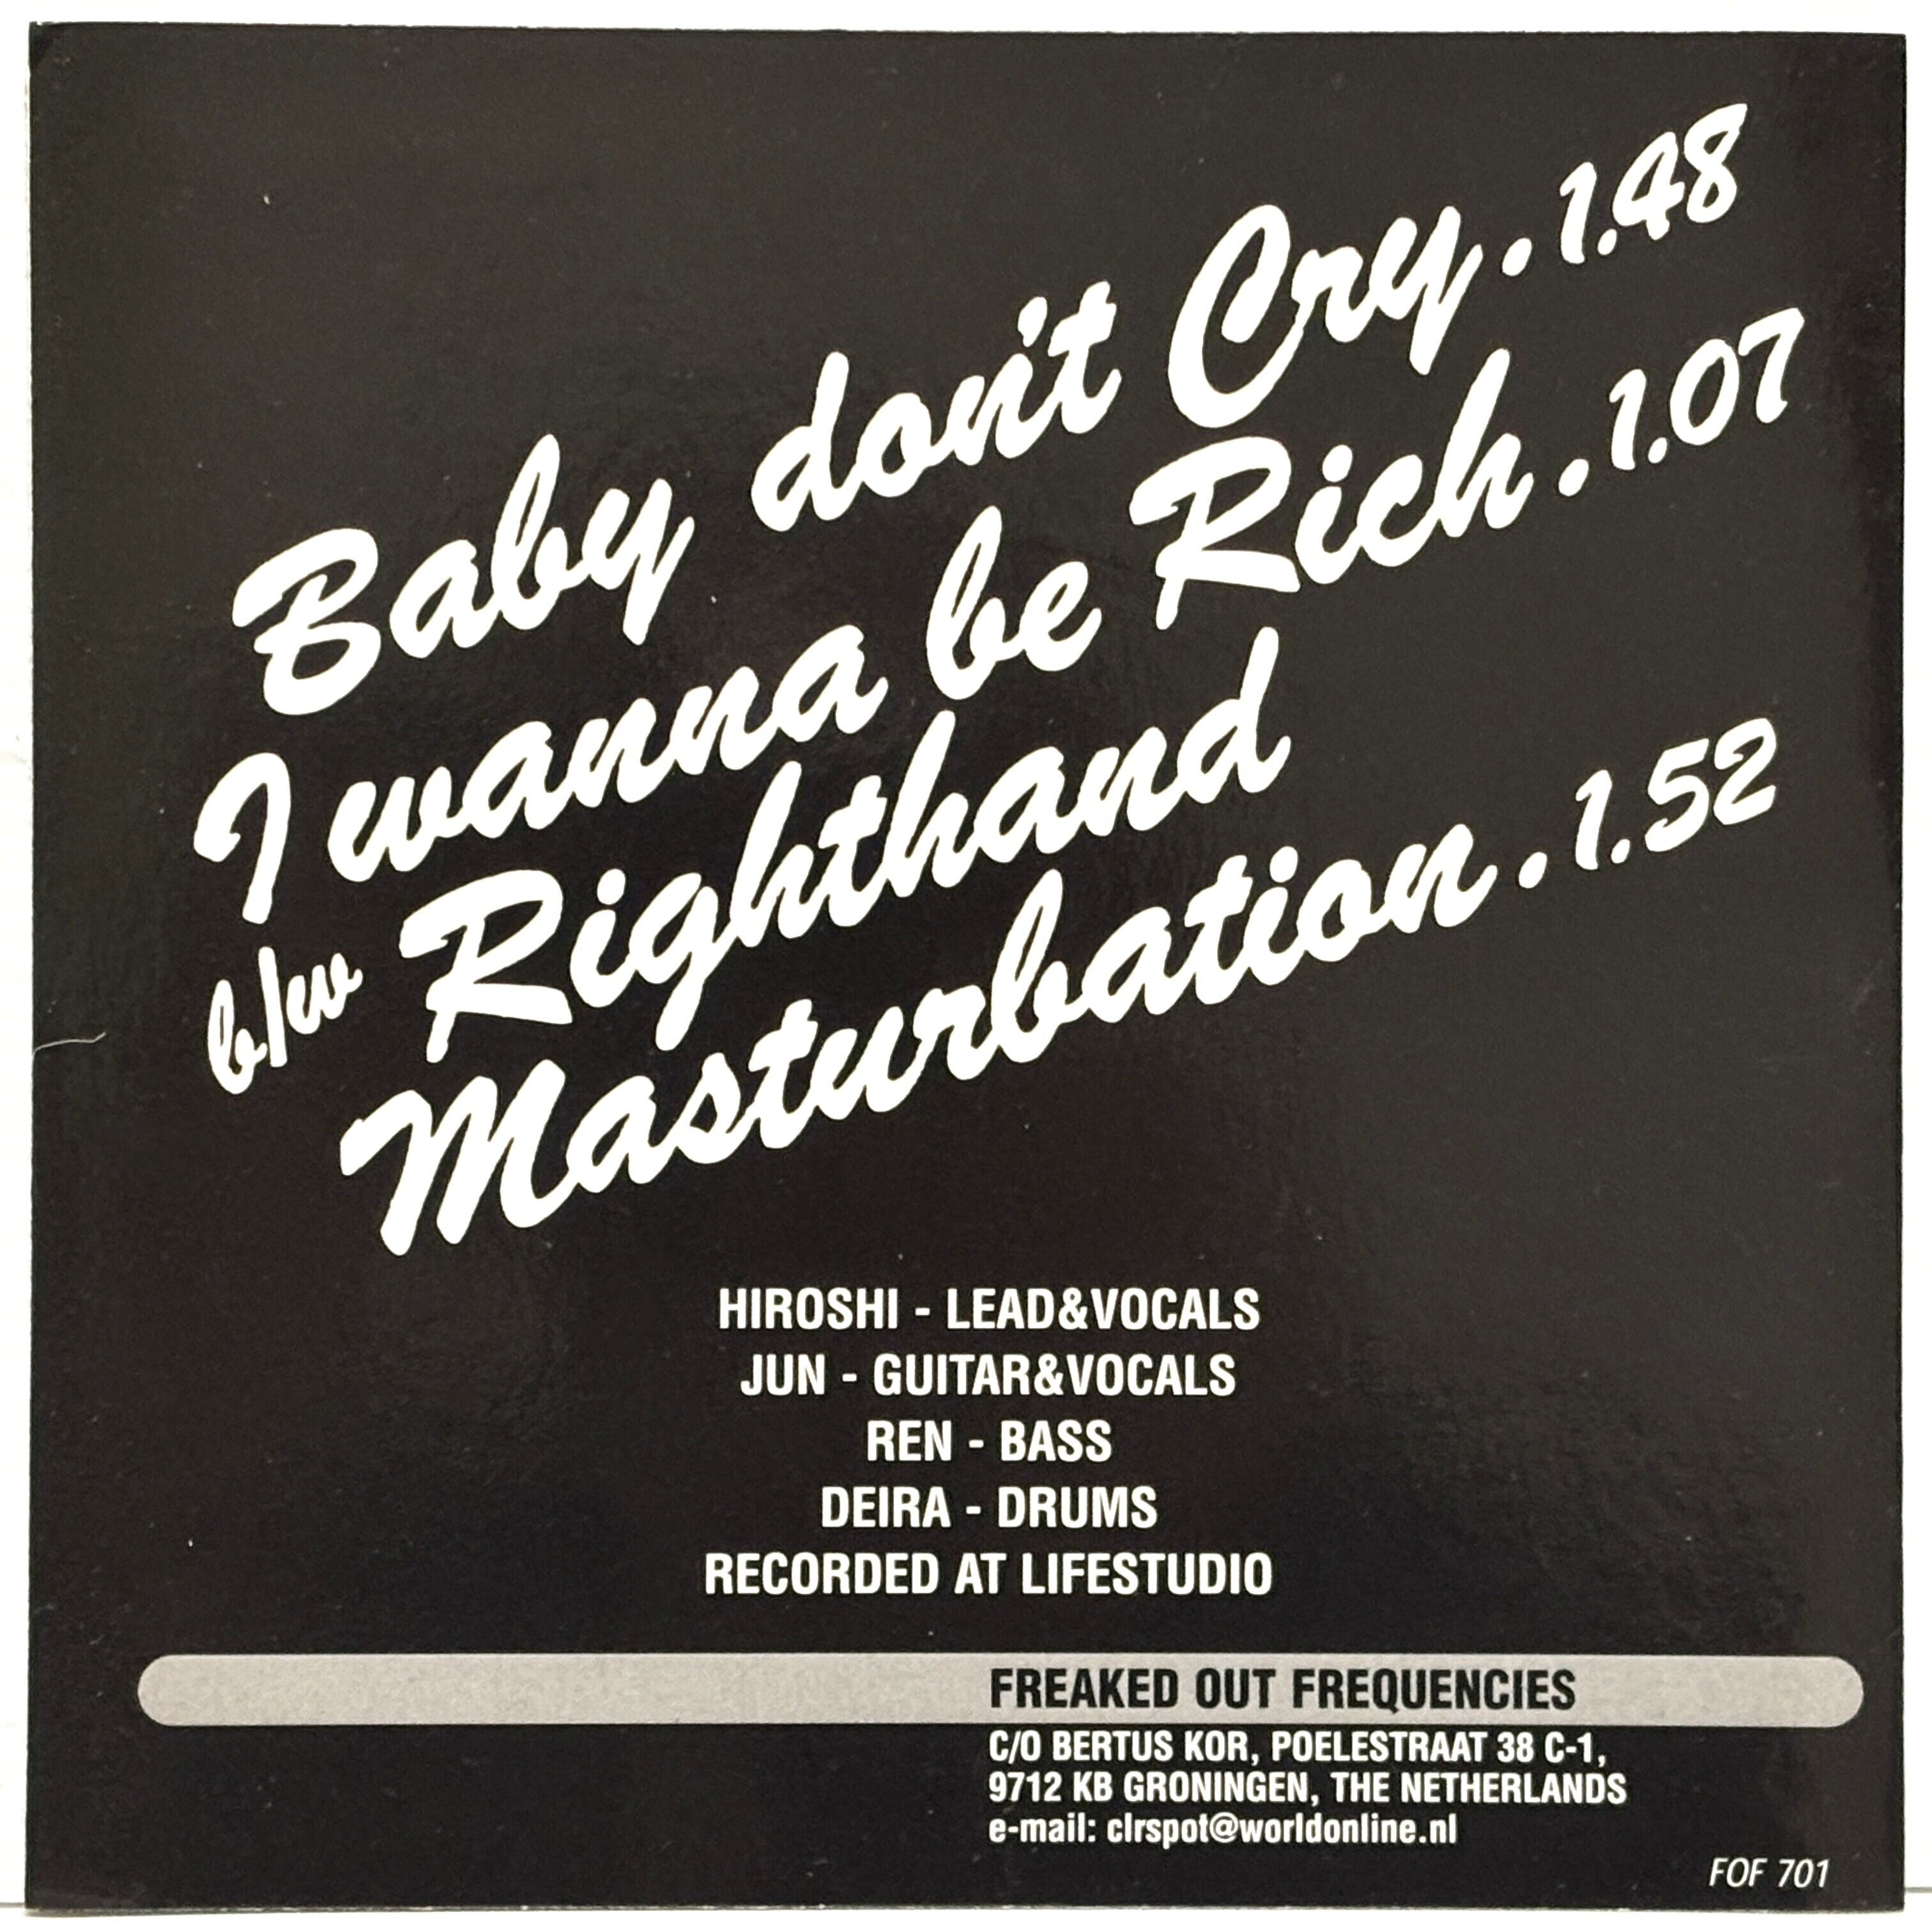 Baby don't Cry . 1.48
I wanna be Rich . 1.07
b/w Righthand
Masturbation . 1.52
HIROSHI - LEAD&VOCALS
JUN - GUITAR&VOCALS
REN - BASS
DEIRA - DRUMS
RECORDED AT LIFESTUDIO
FREAKED OUT FREQUENCIES
C/O BERTUS KOR, POELESTRAAT 38 C-1,
9712 KB GRONINGEN, THE NETHERLANDS
e-mail: clrspot@worldonline.nl
FOF 701